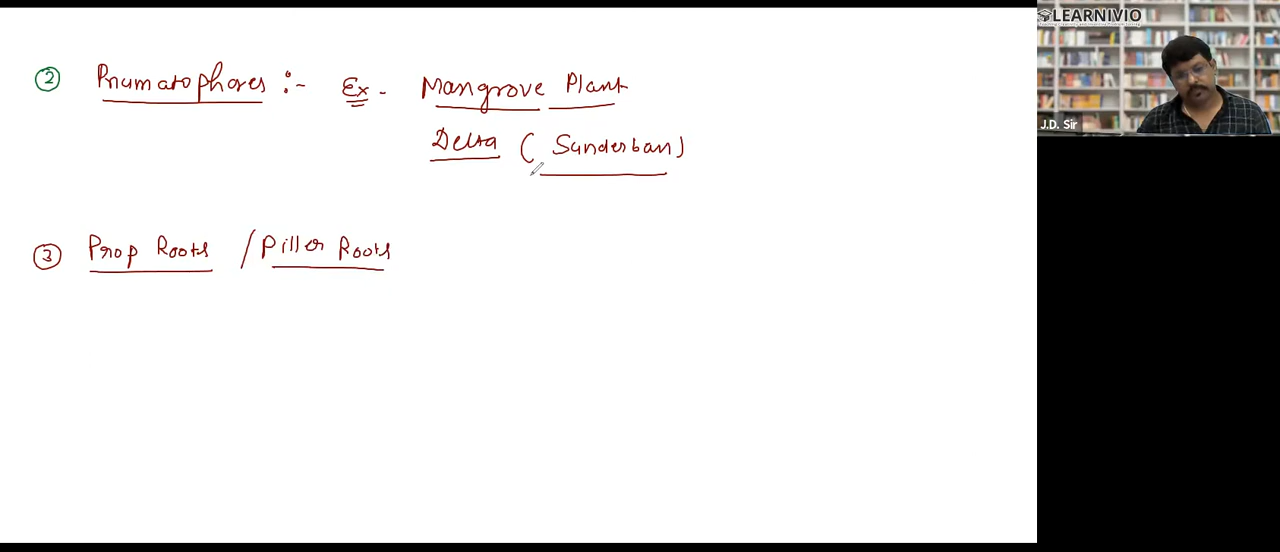 ② Pnumatophores :- Ex - Mangrove Plant
Delta ( Sunderban )
③ Prop Roots / Piller Roots
LEARNIVIO
J.D. Sir